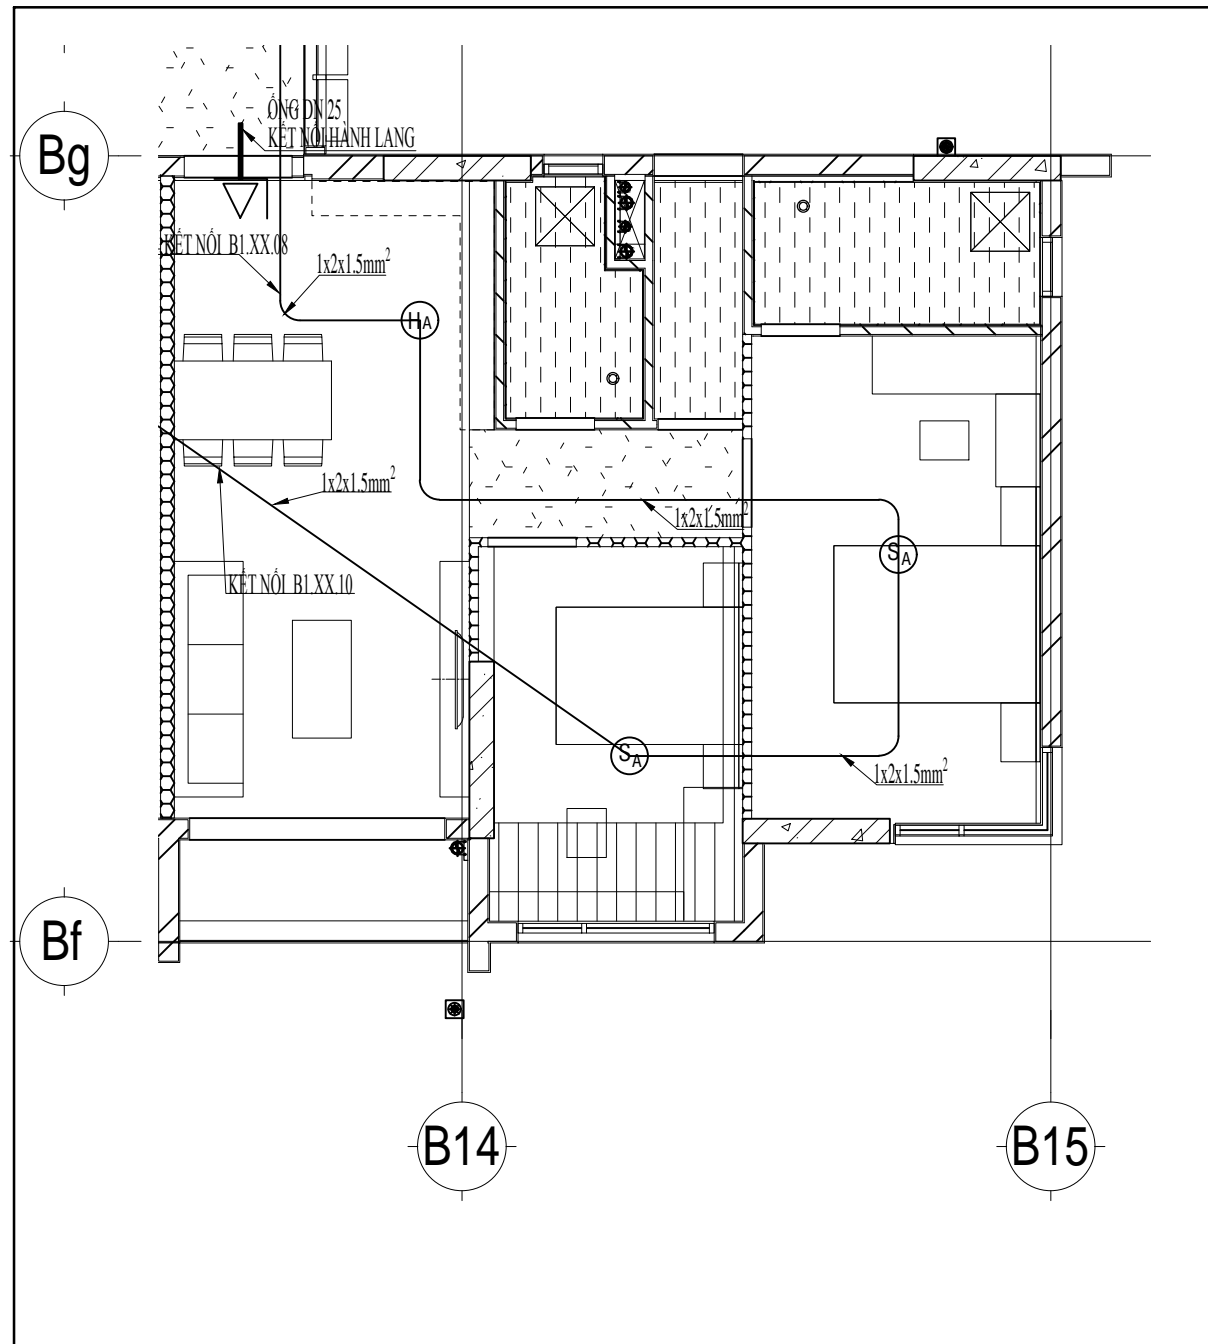 ỐNG DN 25
KẾT NỐI HÀNH LANG
Bg
KẾT NỐI B1.XX.08
1x2x1.5mm²
HA
1x2x1.5mm²
1x2x1.5mm²
SA
KẾT NỐI B1.XX.10
SA
1x2x1.5mm²
Bf
B14
B15